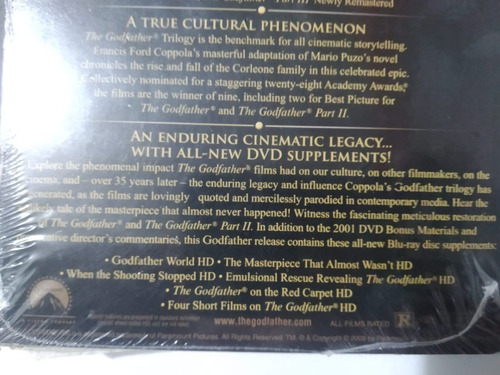 Part III Newly Remastered
A TRUE CULTURAL PHENOMENON
The Godfather® Trilogy is the benchmark for all cinematic storytelling.
Francis Ford Coppola's masterful adaptation of Mario Puzo's novel
chronicles the rise and fall of the Corleone family in this celebrated epic.
Collectively nominated for a staggering twenty-eight Academy Awards,®
the films are the winner of nine, including two for Best Picture for
The Godfather® and The Godfather® Part II.
AN ENDURING CINEMATIC LEGACY...
WITH ALL-NEW DVD SUPPLEMENTS!
Explore the phenomenal impact The Godfather® films had on our culture, on other filmmakers, on the
cinema, and – over 35 years later – the enduring legacy and influence Coppola's Godfather trilogy has
generated, as the films are lovingly quoted and mercilessly parodied in contemporary media. Hear the
likely tale of the masterpiece that almost never happened! Witness the fascinating meticulous restoration
of The Godfather® and The Godfather® Part II. In addition to the 2001 DVD Bonus Materials and
director's commentaries, this Godfather release contains these all-new Blu-ray disc supplements:
• Godfather World HD • The Masterpiece That Almost Wasn't HD
• When the Shooting Stopped HD • Emulsional Rescue Revealing The Godfather® HD
• The Godfather® on the Red Carpet HD
• Four Short Films on The Godfather® HD
www.thegodfather.com ALL FILMS RATED R
Paramount Pictures. All Rights Reserved. TM, ® & Copyright © 2008 by